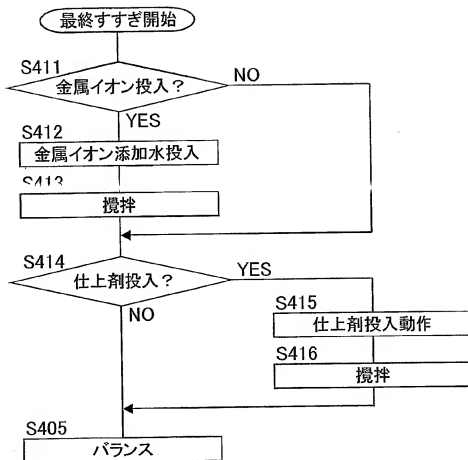 最終すすぎ開始
S411
金属イオン投入?
NO
YES
S412
金属イオン添加水投入
S413
攪拌
S414
仕上剤投入?
YES
NO
S415
仕上剤投入動作
S416
攪拌
S405
バランス